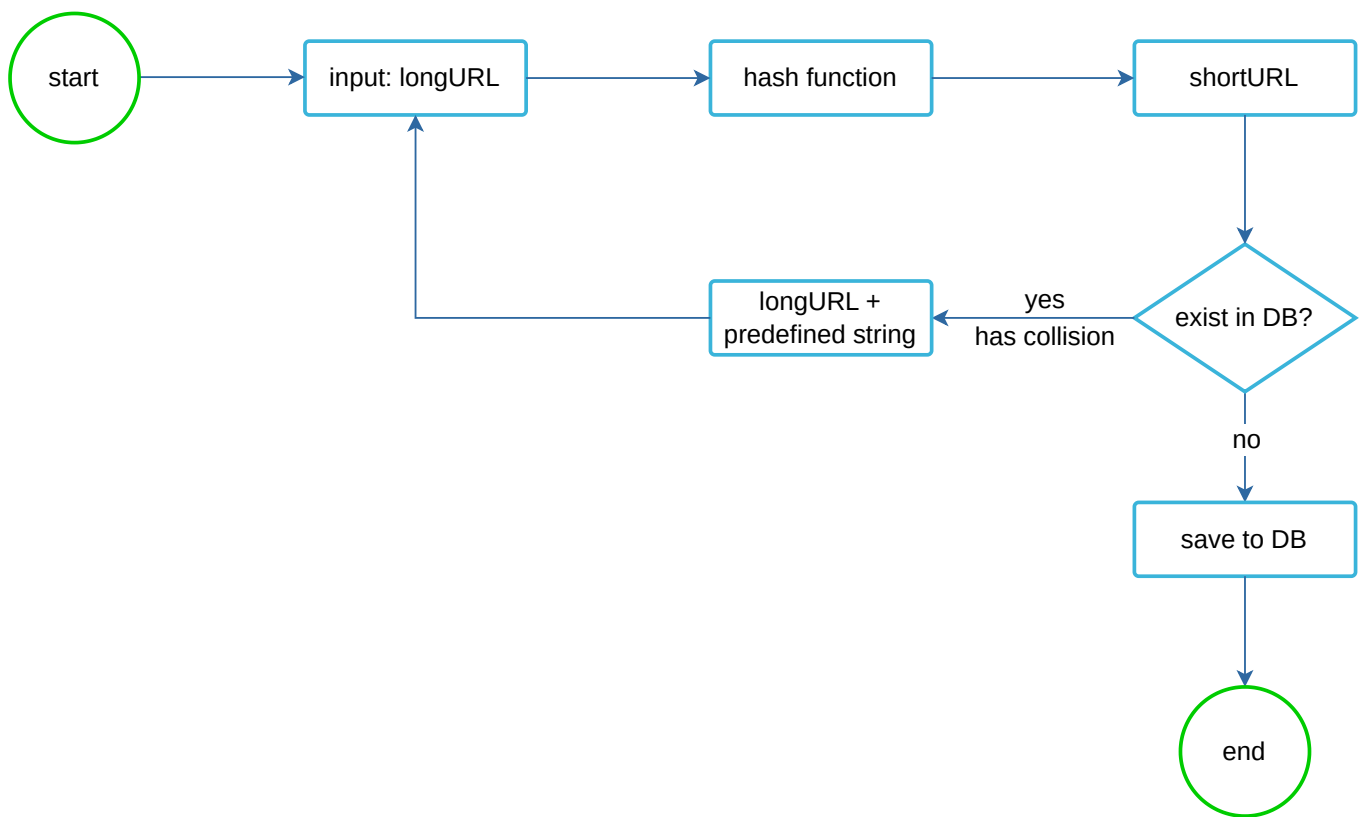 start
input: longURL
hash function
shortURL
longURL +
predefined string
yes
has collision
exist in DB?
no
save to DB
end